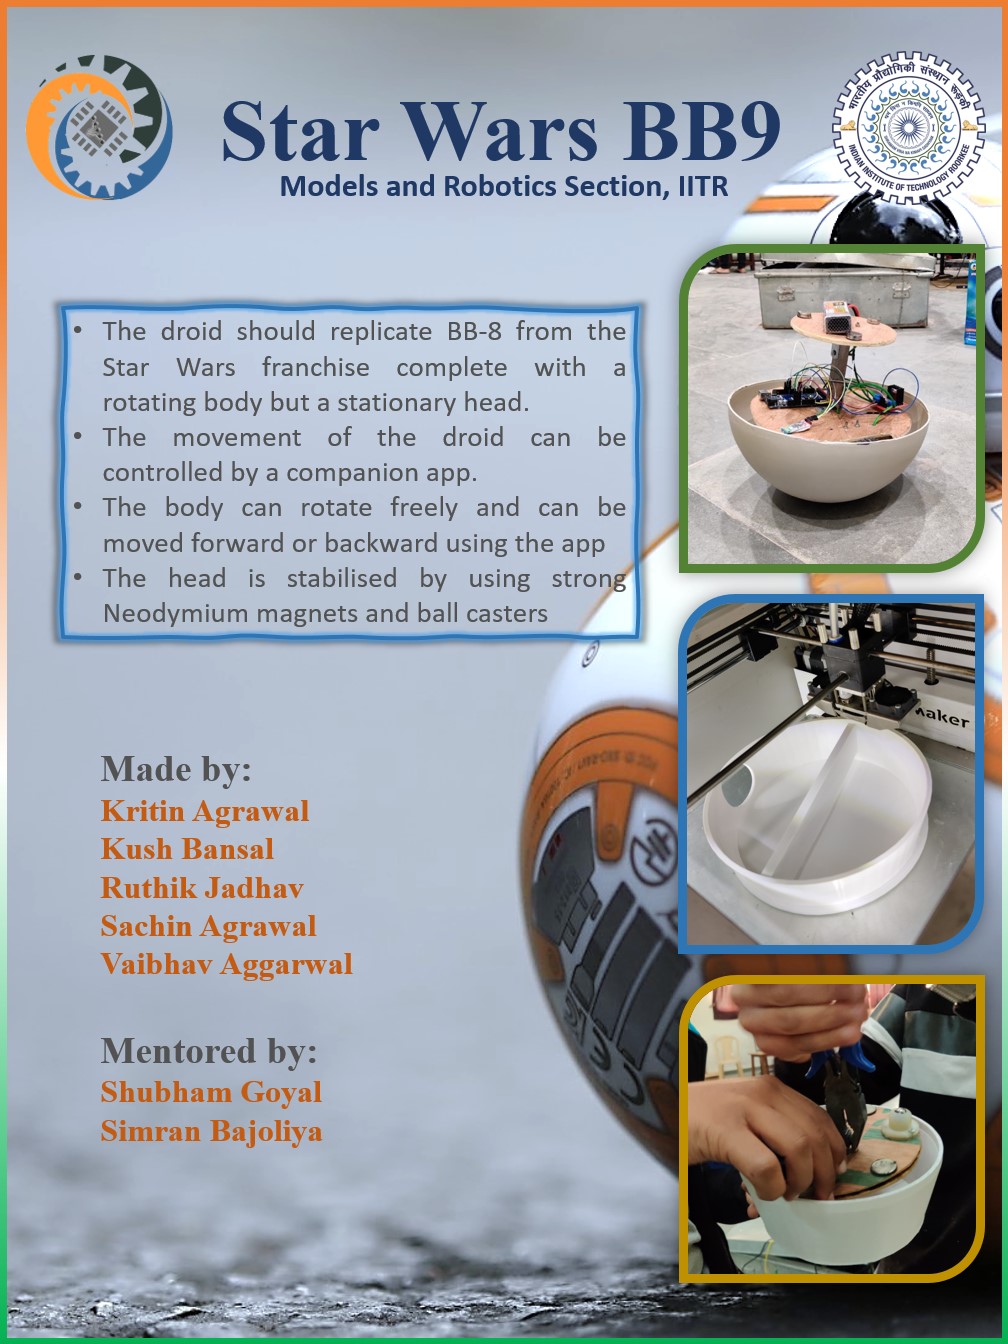 Star Wars BB9
Models and Robotics Section, IITR
भारतीय प्रौद्योगिकी संस्थान रूड़की
INDIAN INSTITUTE OF TECHNOLOGY ROORKEE
• The droid should replicate BB-8 from the
Star Wars franchise complete with a
rotating body but a stationary head.
• The movement of the droid can be
controlled by a companion app.
• The body can rotate freely and can be
moved forward or backward using the app
• The head is stabilised by using strong
Neodymium magnets and ball casters
Made by:
Kritin Agrawal
Kush Bansal
Ruthik Jadhav
Sachin Agrawal
Vaibhav Aggarwal
Mentored by:
Shubham Goyal
Simran Bajoliya